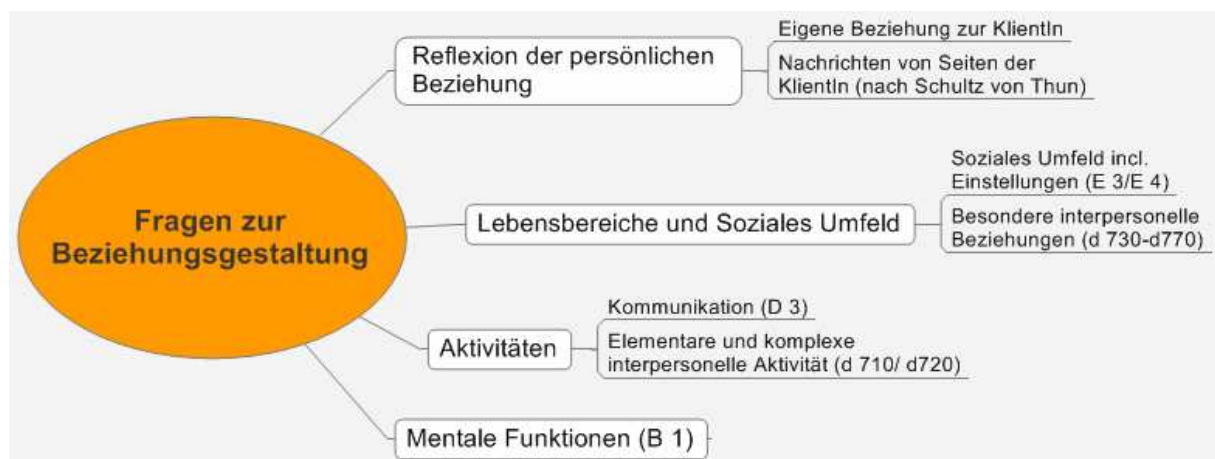 Fragen zur
Beziehungsgestaltung
Reflexion der persönlichen
Beziehung
Eigene Beziehung zur KlientIn
Nachrichten von Seiten der
KlientIn (nach Schultz von Thun)
Lebensbereiche und Soziales Umfeld
Soziales Umfeld incl.
Einstellungen (E 3/E 4)
Besondere interpersonelle
Beziehungen (d 730-d770)
Aktivitäten
Kommunikation (D 3)
Elementare und komplexe
interpersonelle Aktivität (d 710/ d720)
Mentale Funktionen (B 1)